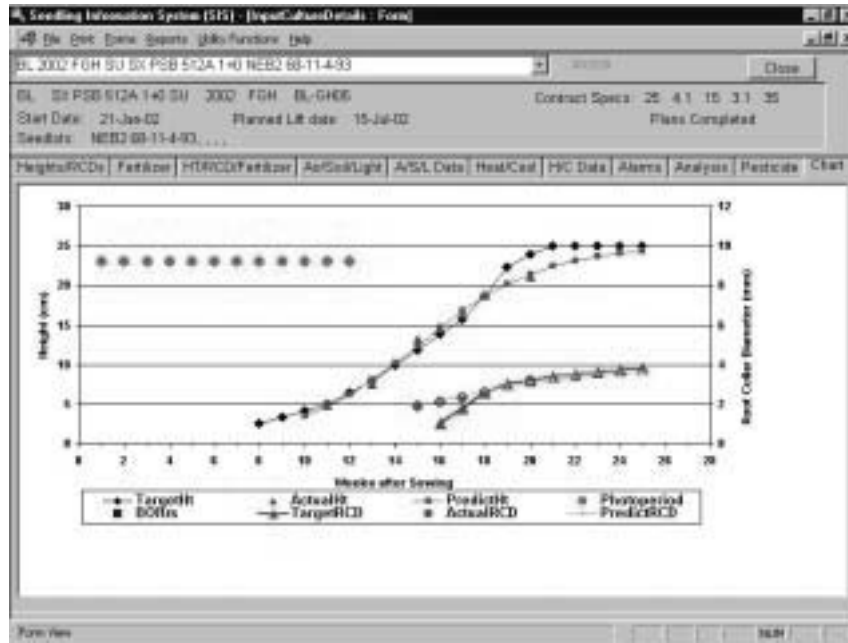 Seedling Information System (SIS) - [InputCultureDetails : Form]
File Print Forms Reports Utility Functions Help
BL 2002 FGH SU SX PSB 512A 1+0 NEB2 68-11-4-93
Close
BL SX PSB 512A 1+0 SU 2002 FGH BL-GH06 Contract Specs: 25 4.1 15 3.1 35
Start Date: 21-Jan-02 Planned Lift date: 15-Jul-02 Plans Completed
Seedlots: NEB2 68-11-4-93, , , ,
Heights/RCDs Fertilizer HT/RCD/Fertilizer Air/Soil/Light A/S/L Data Heat/Cool H/C Data Alarms Analysis Pesticide Chart
30 12
25 10
20 8
15 6
10 4
5 2
0 0
Height (cm)
Root Collar Diameter (mm)
0 2 4 6 8 10 12 14 16 18 20 22 24 26 28
Weeks after Sowing
TargetHt ActualHt PredictHt Photoperiod
TargetRCD ActualRCD PredictRCD
Form View NUM